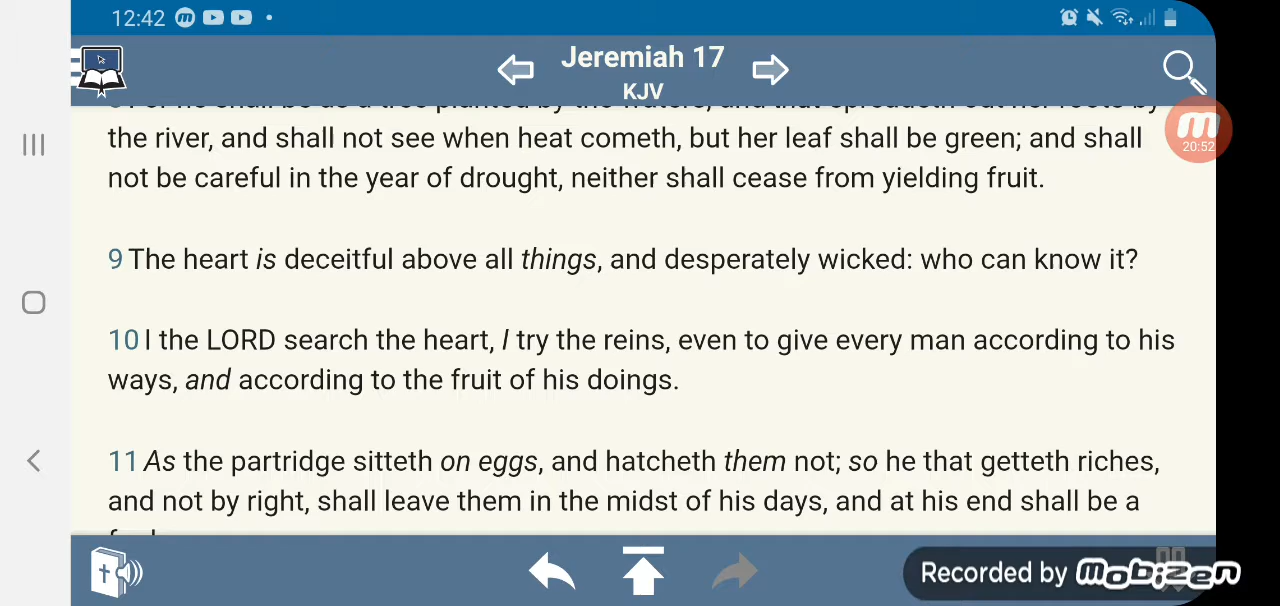 12:42
Jeremiah 17
KJV
the river, and shall not see when heat cometh, but her leaf shall be green; and shall
20:52
not be careful in the year of drought, neither shall cease from yielding fruit.
9 The heart is deceitful above all things, and desperately wicked: who can know it?
10 I the LORD search the heart, I try the reins, even to give every man according to his
ways, and according to the fruit of his doings.
11 As the partridge sitteth on eggs, and hatcheth them not; so he that getteth riches,
and not by right, shall leave them in the midst of his days, and at his end shall be a
Recorded by mobizen